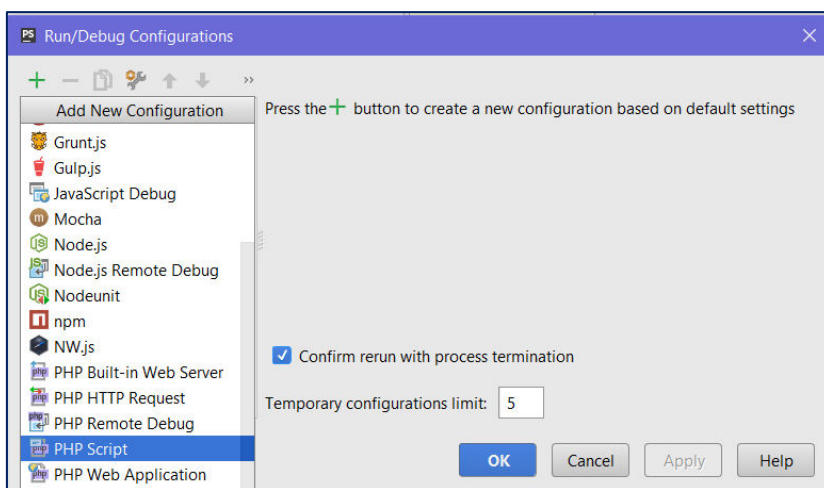 PS Run/Debug Configurations
Add New Configuration
Press the + button to create a new configuration based on default settings
Grunt.js
Gulp.js
JavaScript Debug
Mocha
Node.js
Node.js Remote Debug
Nodeunit
npm
NW.js
PHP Built-in Web Server
PHP HTTP Request
PHP Remote Debug
PHP Script
PHP Web Application
Confirm rerun with process termination
Temporary configurations limit: 5
OK Cancel Apply Help